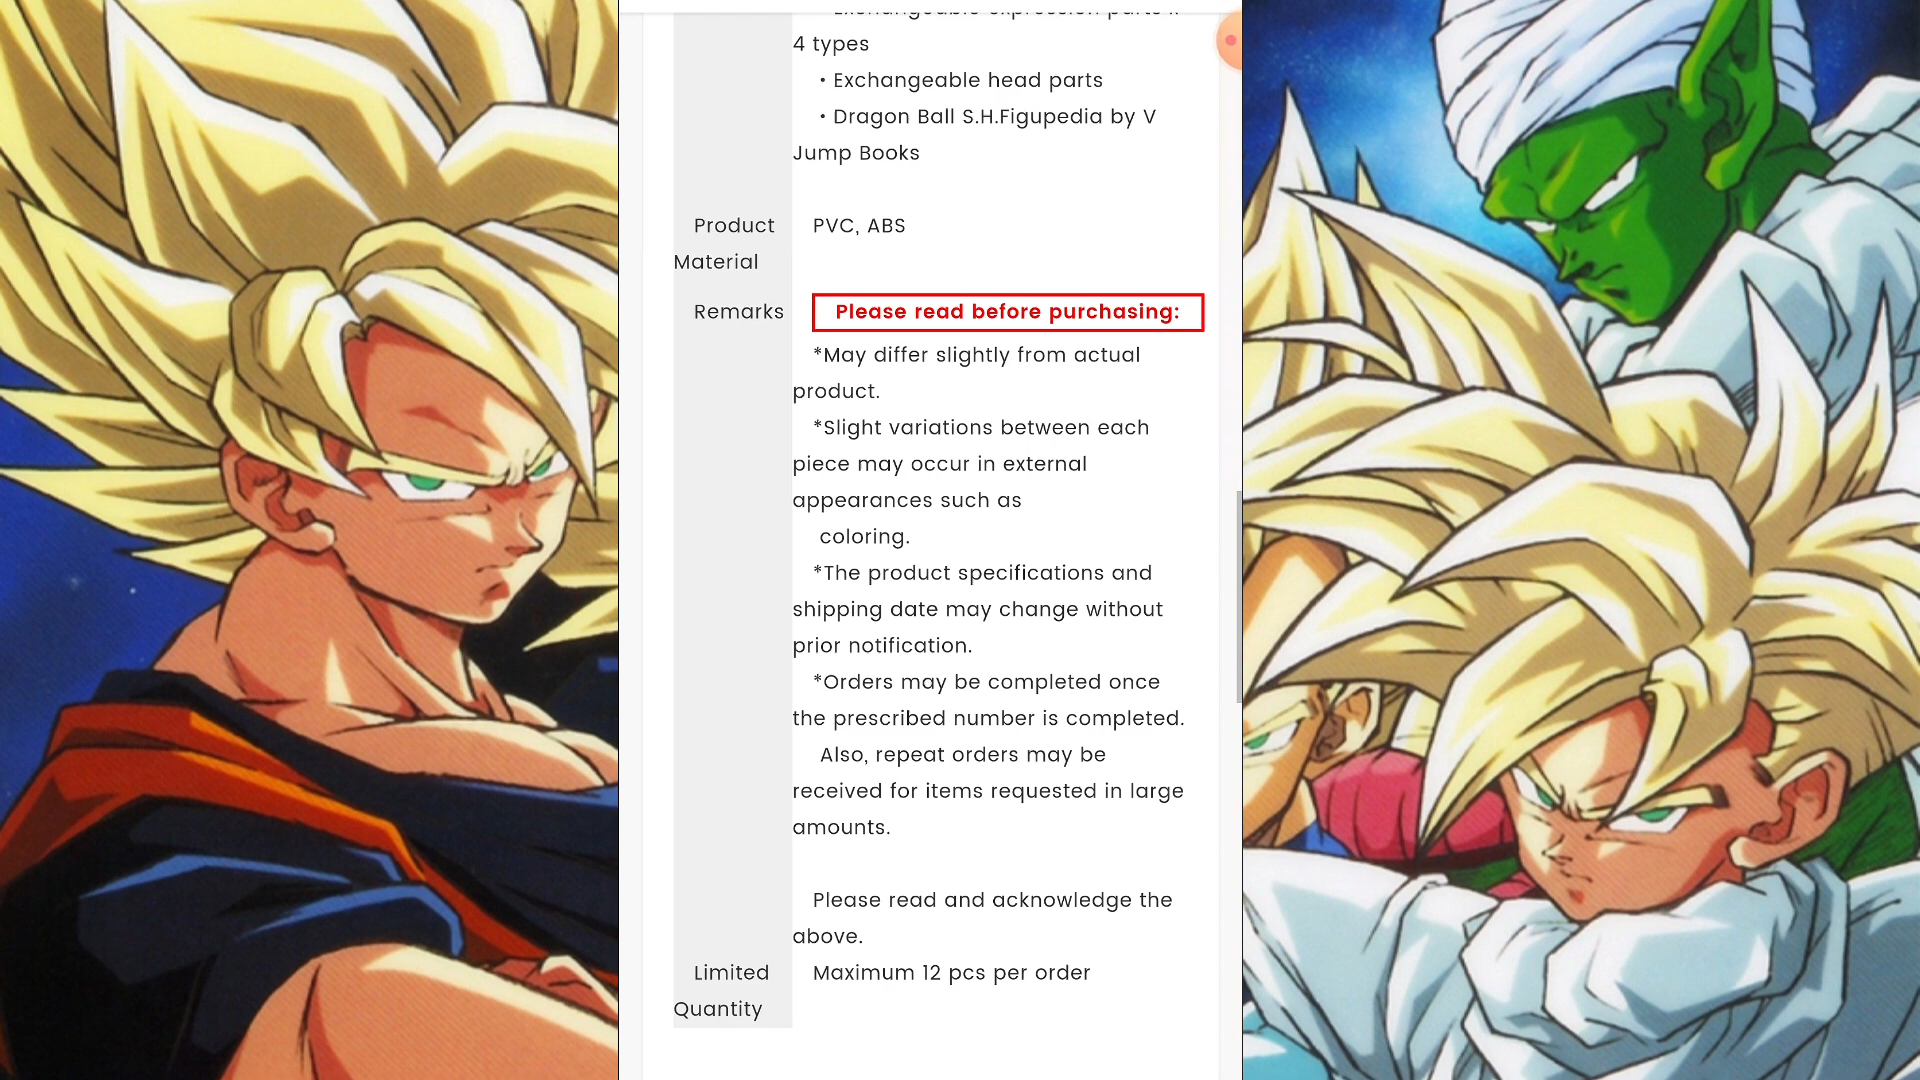 Exchangeable expression parts x
4 types
・Exchangeable head parts
・Dragon Ball S.H.Figupedia by V
Jump Books
Product
Material
PVC, ABS
Remarks
Please read before purchasing:
*May differ slightly from actual
product.
*Slight variations between each
piece may occur in external
appearances such as
coloring.
*The product specifications and
shipping date may change without
prior notification.
*Orders may be completed once
the prescribed number is completed.
Also, repeat orders may be
received for items requested in large
amounts.
Please read and acknowledge the
above.
Limited
Quantity
Maximum 12 pcs per order